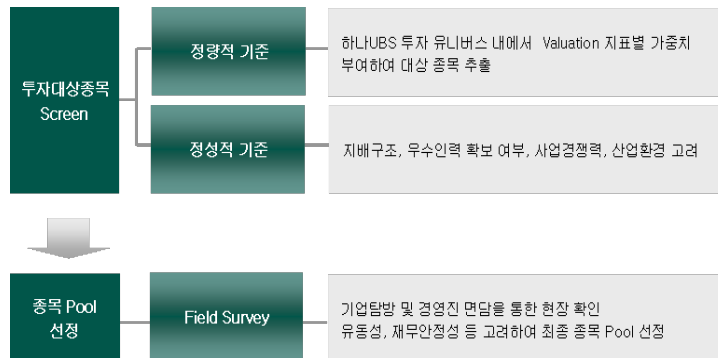 투자대상종목
Screen
정량적 기준
하나UBS 투자 유니버스 내에서 Valuation 지표별 가중치
부여하여 대상 종목 추출
정성적 기준
지배구조, 우수인력 확보 여부, 사업경쟁력, 산업환경 고려
종목 Pool
선정
Field Survey
기업탐방 및 경영진 면담을 통한 현장 확인
유동성, 재무안정성 등 고려하여 최종 종목 Pool 선정